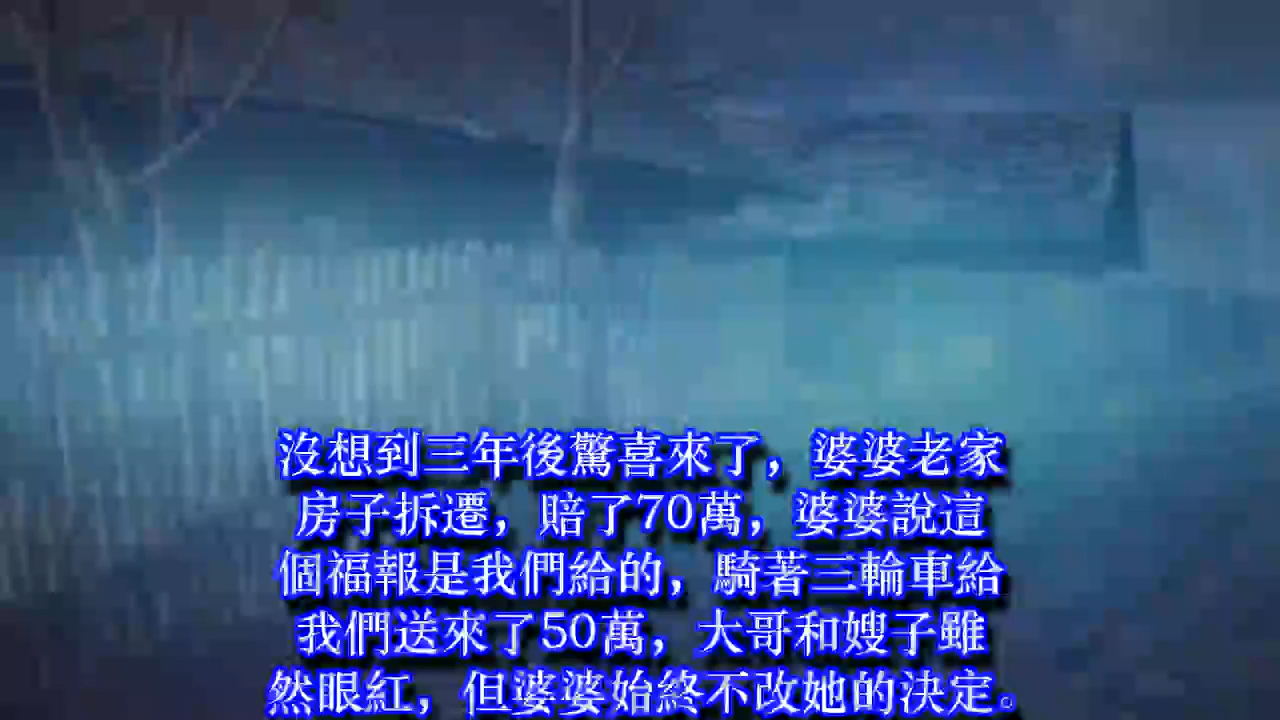 沒想到三年後驚喜來了，婆婆老家
房子拆遷，賠了70萬，婆婆說這
個福報是我們給的，騎著三輪車給
我們送來了50萬，大哥和嫂子雖
然眼紅，但婆婆始終不改她的決定。